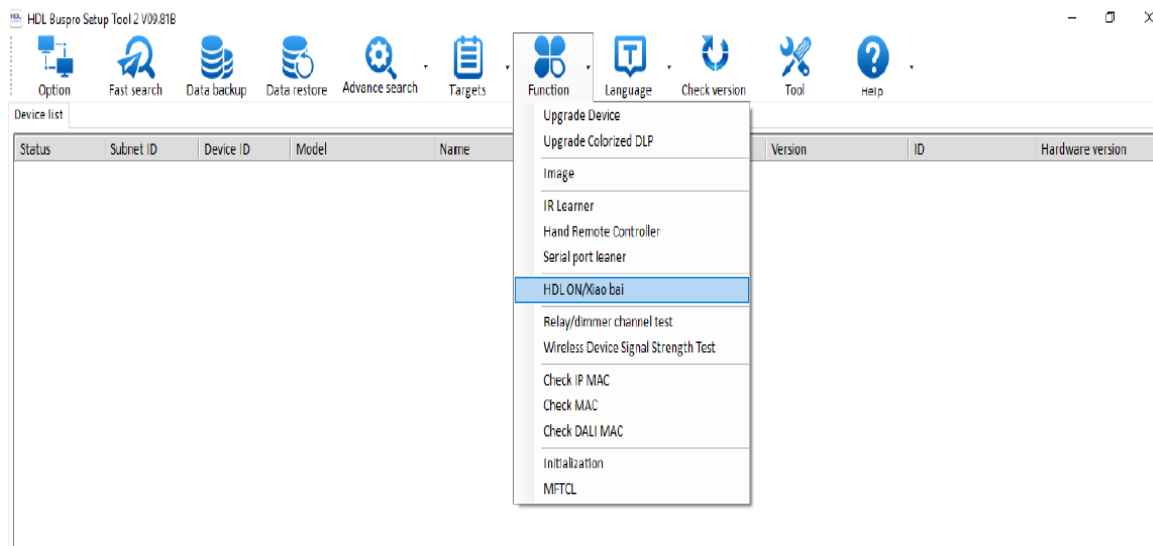 HDL Buspro Setup Tool 2 V09.81B
Option Fast search Data backup Data restore Advance search Targets Function Language Check version Tool Help
Device list
Status Subnet ID Device ID Model Name Version ID Hardware version
Upgrade Device
Upgrade Colorized DLP
Image
IR Learner
Hand Remote Controller
Serial port leaner
HDL ON/Xiao bai
Relay/dimmer channel test
Wireless Device Signal Strength Test
Check IP MAC
Check MAC
Check DALI MAC
Initialization
MFTCL